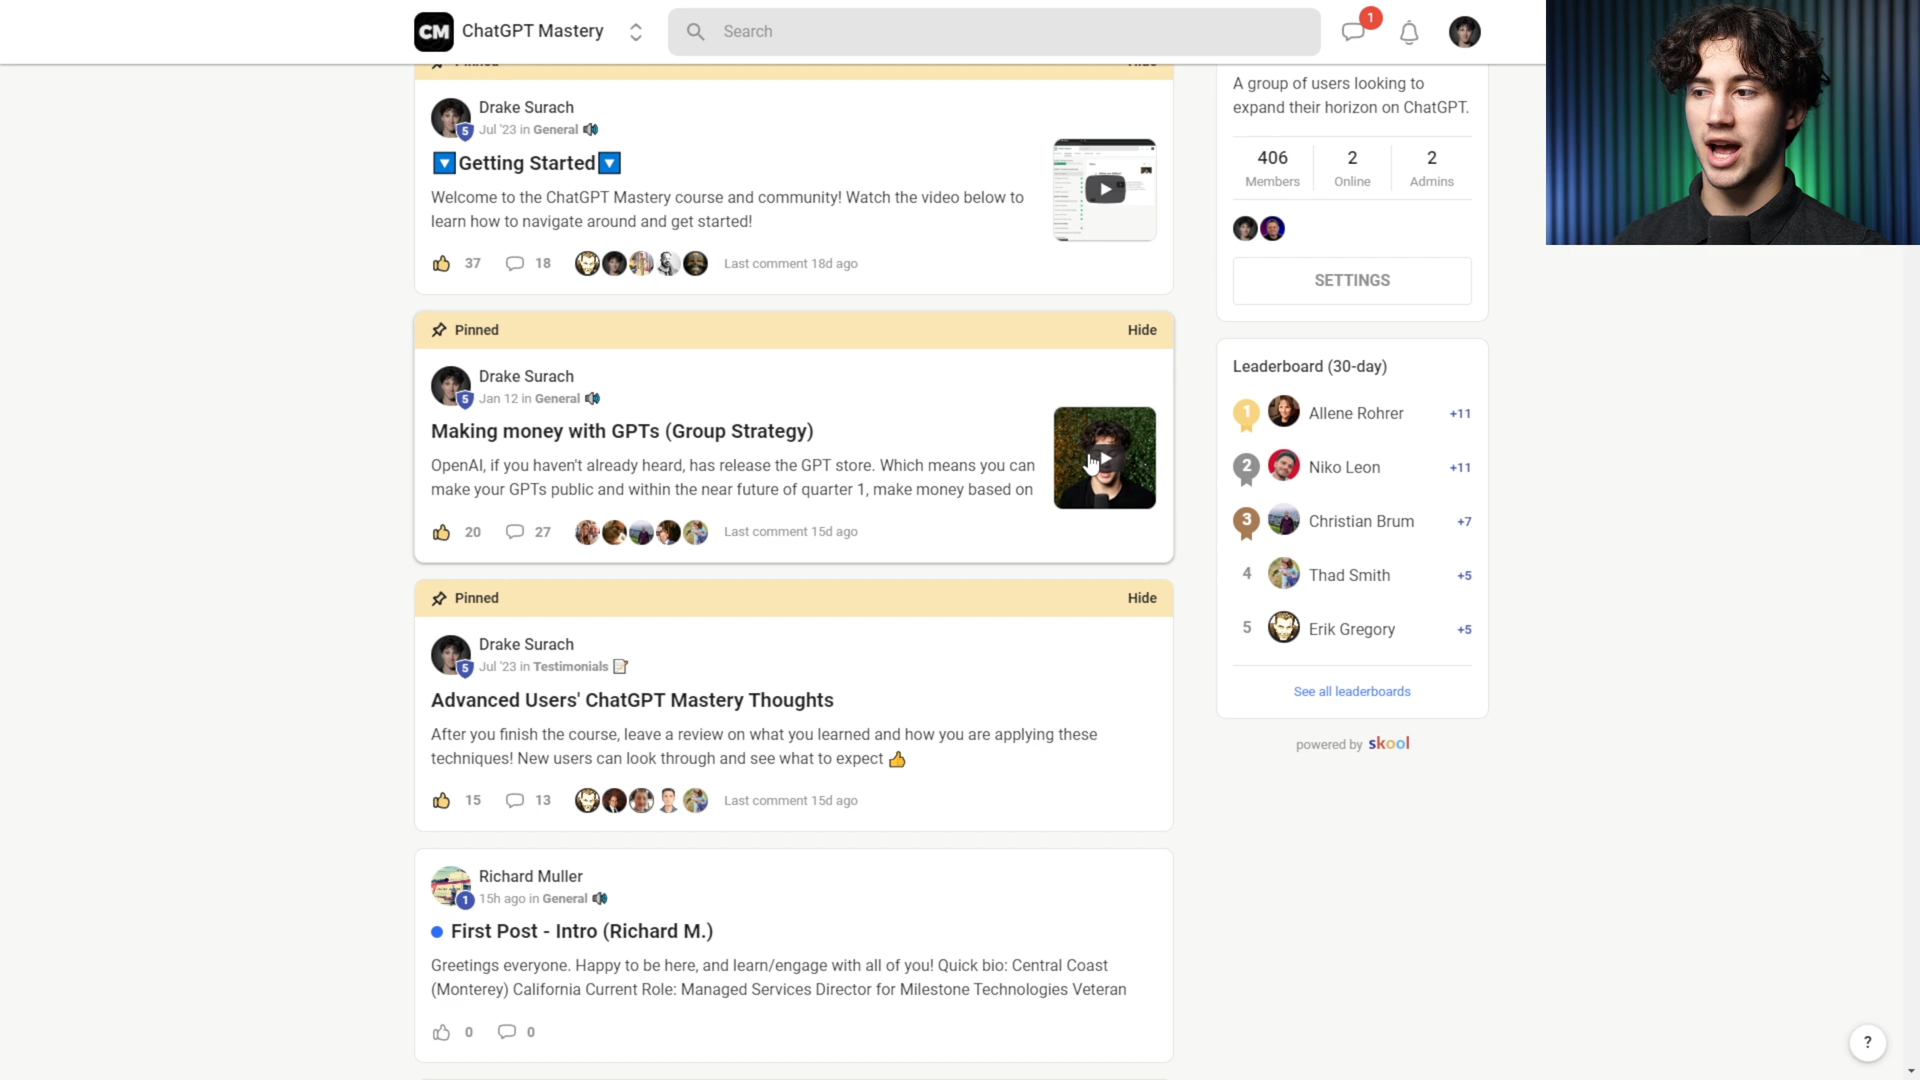 CM ChatGPT Mastery
Search
1
Pinned
Hide
Drake Surach
5
Jul '23 in General
Getting Started
Welcome to the ChatGPT Mastery course and community! Watch the video below to
learn how to navigate around and get started!
37 18 Last comment 18d ago
Pinned
Hide
Drake Surach
5
Jan 12 in General
Making money with GPTs (Group Strategy)
OpenAI, if you haven't already heard, has release the GPT store. Which means you can
make your GPTs public and within the near future of quarter 1, make money based on
20 27 Last comment 15d ago
Pinned
Hide
Drake Surach
5
Jul '23 in Testimonials
Advanced Users' ChatGPT Mastery Thoughts
After you finish the course, leave a review on what you learned and how you are applying these
techniques! New users can look through and see what to expect 👍
15 13 Last comment 15d ago
Richard Muller
1
15h ago in General
First Post - Intro (Richard M.)
Greetings everyone. Happy to be here, and learn/engage with all of you! Quick bio: Central Coast
(Monterey) California Current Role: Managed Services Director for Milestone Technologies Veteran
0 0
A group of users looking to
expand their horizon on ChatGPT.
406 2 2
Members Online Admins
SETTINGS
Leaderboard (30-day)
1 Allene Rohrer +11
2 Niko Leon +11
3 Christian Brum +7
4 Thad Smith +5
5 Erik Gregory +5
See all leaderboards
powered by skool
?